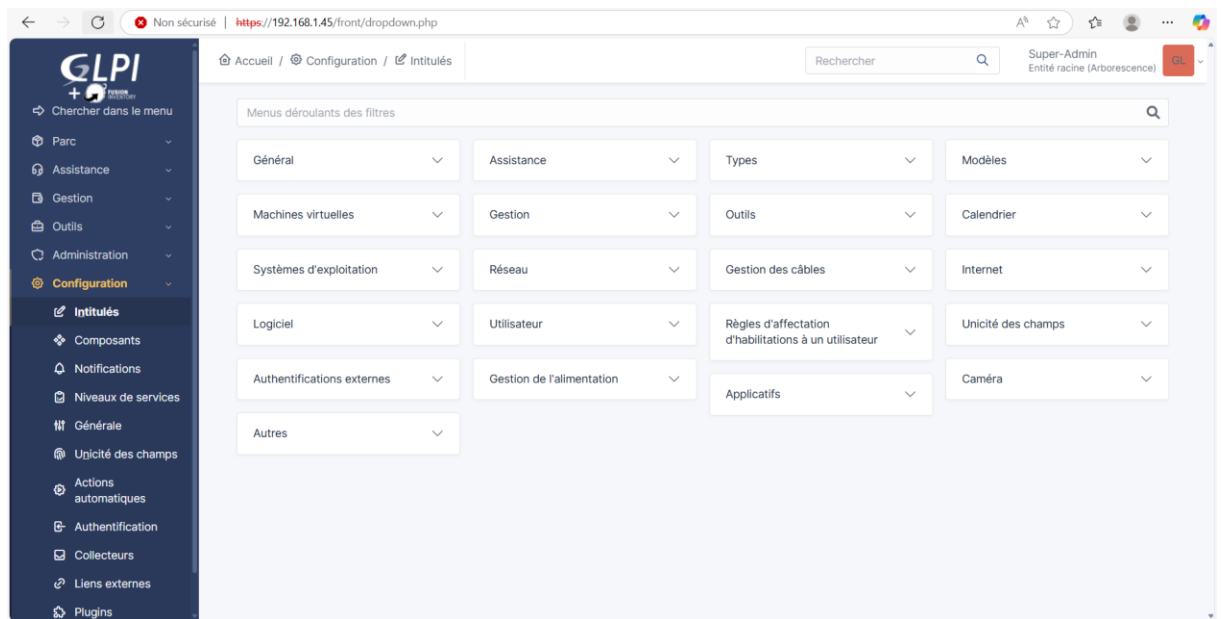 Non sécurisé | https://192.168.1.45/front/dropdown.php
GLPI
+ FUSION
INVENTORY
Accueil / Configuration / Intitulés
Rechercher
Super-Admin
Entité racine (Arborescence)
GL
Chercher dans le menu
Parc
Assistance
Gestion
Outils
Administration
Configuration
Intitulés
Composants
Notifications
Niveaux de services
Générale
Unicité des champs
Actions
automatiques
Authentification
Collecteurs
Liens externes
Plugins
Menus déroulants des filtres
Général
Assistance
Types
Modèles
Machines virtuelles
Gestion
Outils
Calendrier
Systèmes d'exploitation
Réseau
Gestion des câbles
Internet
Logiciel
Utilisateur
Règles d'affectation
d'habilitations à un utilisateur
Unicité des champs
Authentifications externes
Gestion de l'alimentation
Applicatifs
Caméra
Autres